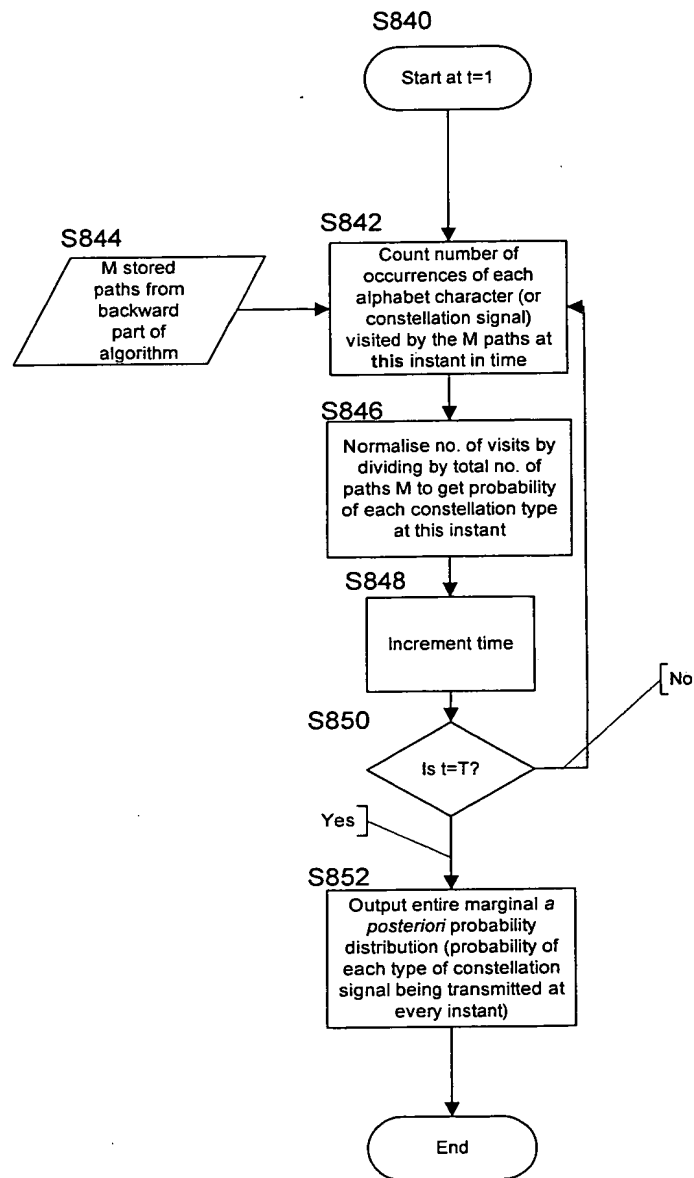 S840
Start at t=1
S842
S844
M stored
paths from
backward
part of
algorithm
Count number of
occurrences of each
alphabet character (or
constellation signal)
visited by the M paths at
this instant in time
S846
Normalise no. of visits by
dividing by total no. of
paths M to get probability
of each constellation type
at this instant
S848
Increment time
No
S850
Is t=T?
Yes
S852
Output entire marginal a
posteriori probability
distribution (probability of
each type of constellation
signal being transmitted at
every instant)
End